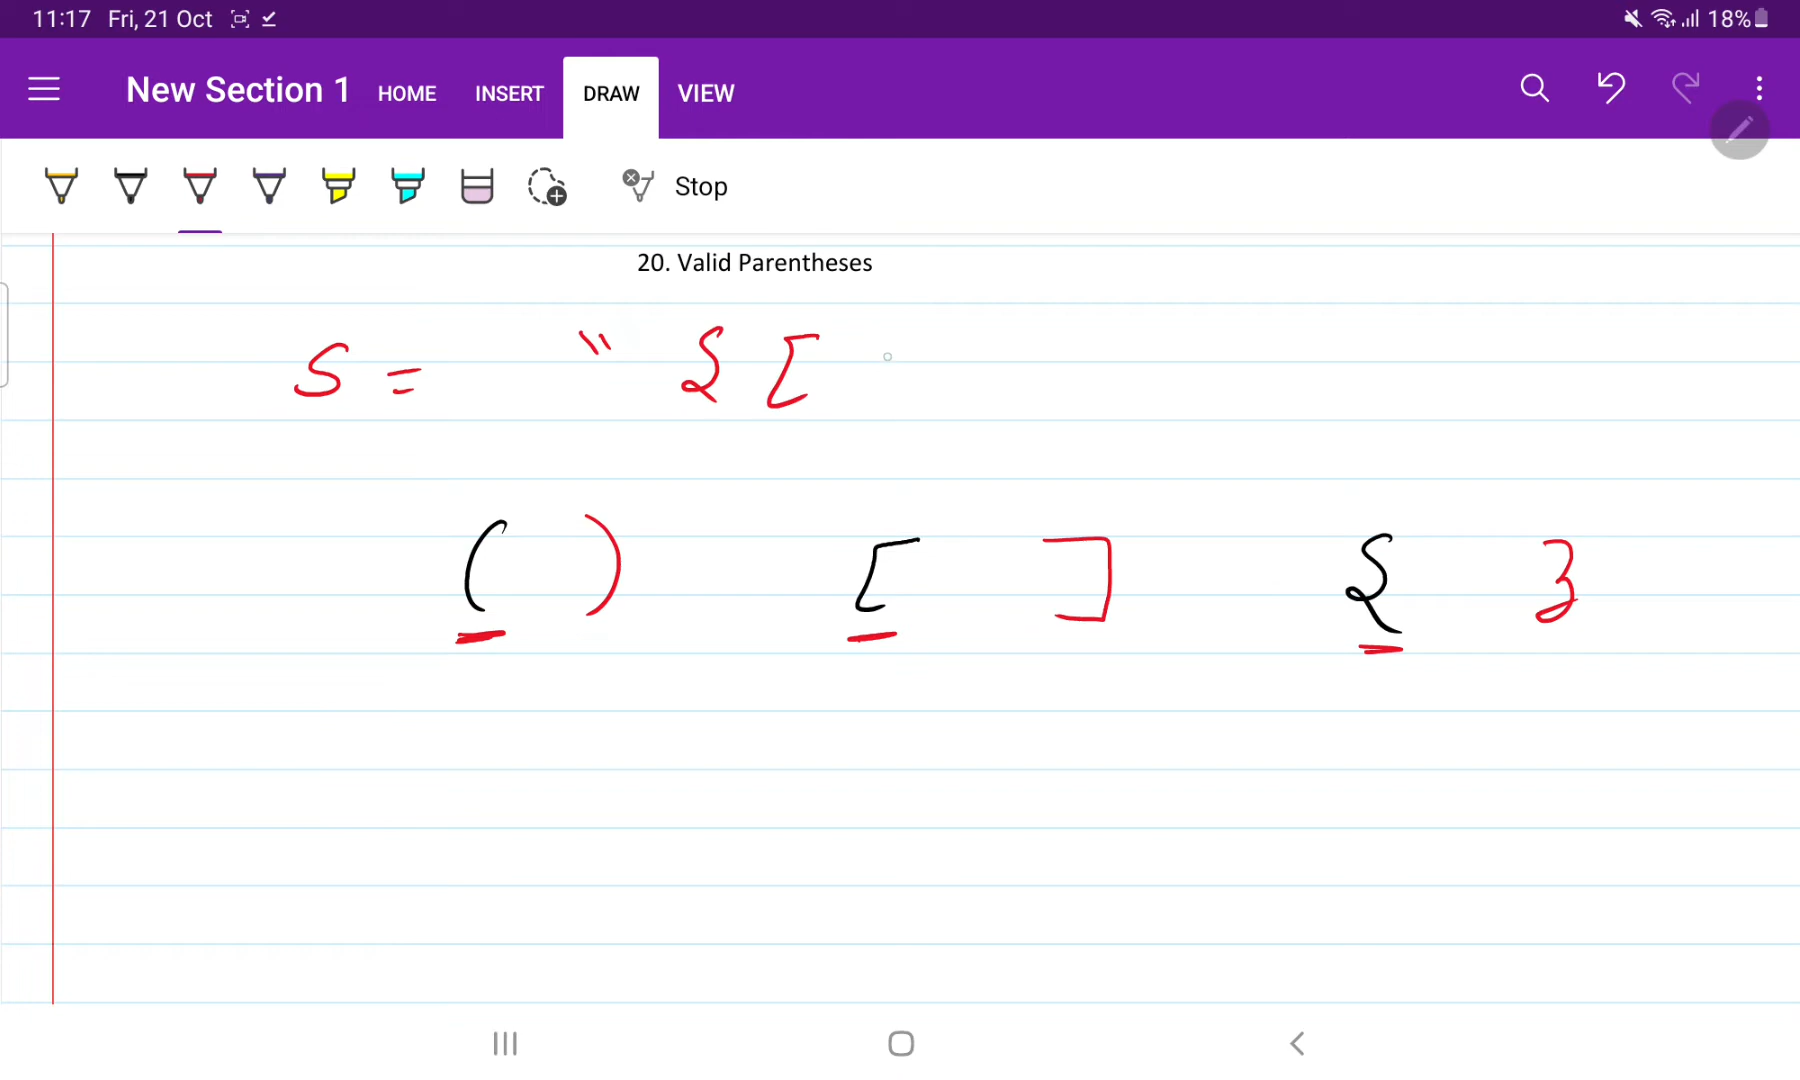 11:17 Fri, 21 Oct 18%
New Section 1 HOME INSERT DRAW VIEW
Stop
20. Valid Parentheses
S = " { [
( ) [ ] { }